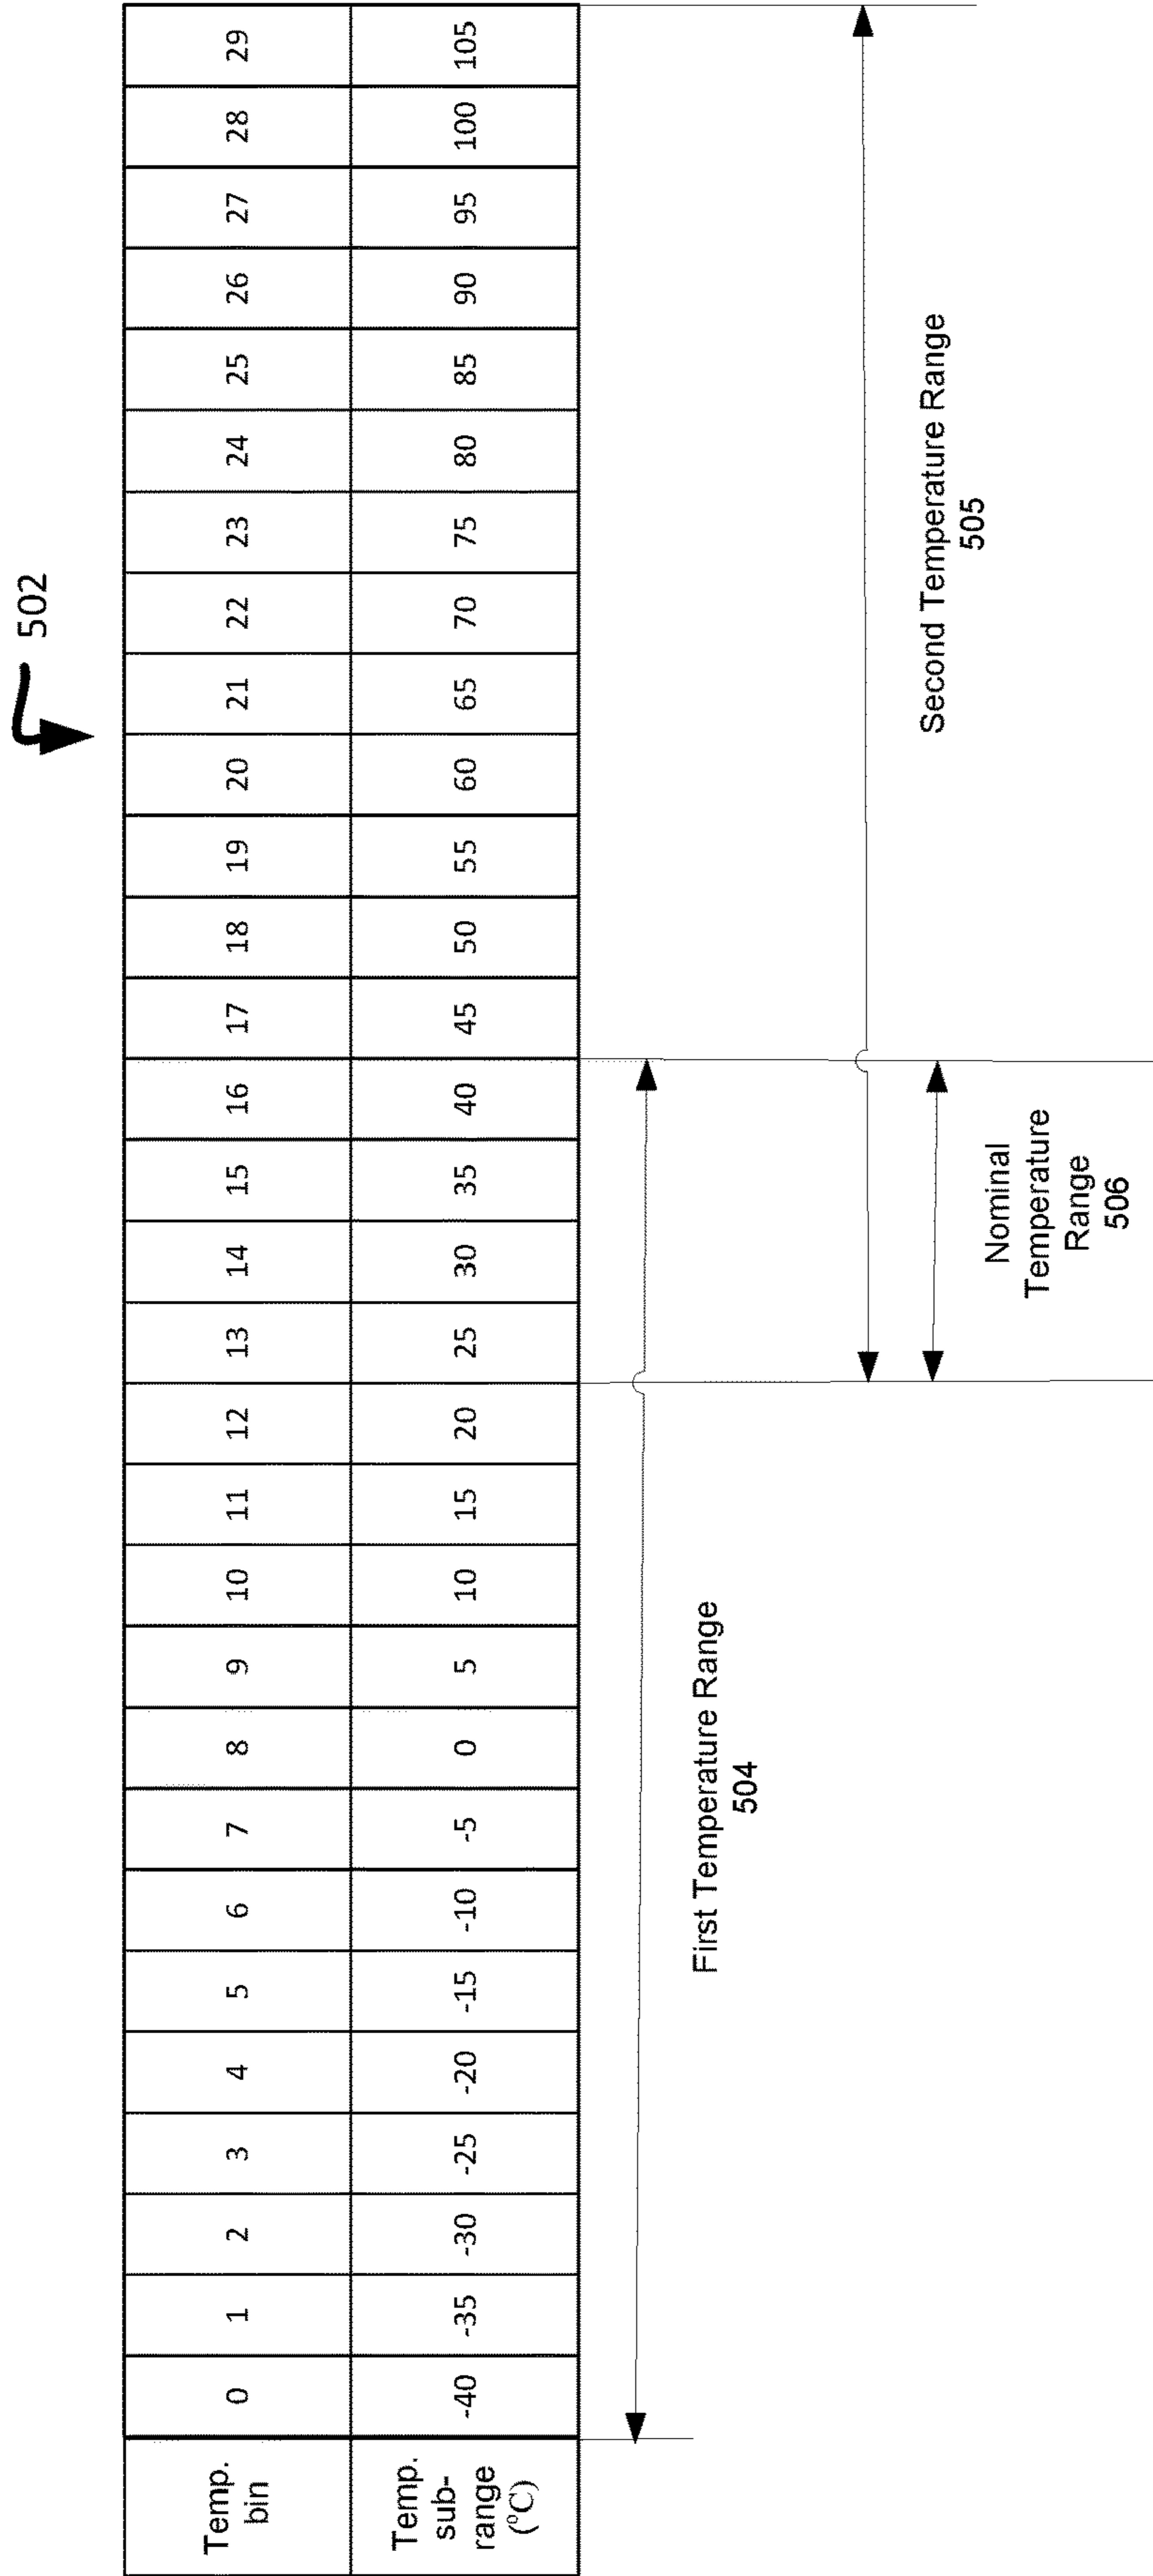 502
Temp. bin 0 1 2 3 4 5 6 7 8 9 10 11 12 13 14 15 16 17 18 19 20 21 22 23 24 25 26 27 28 29
Temp. sub-range (°C) -40 -35 -30 -25 -20 -15 -10 -5 0 5 10 15 20 25 30 35 40 45 50 55 60 65 70 75 80 85 90 95 100 105
First Temperature Range
504
Second Temperature Range
505
Nominal
Temperature
Range
506